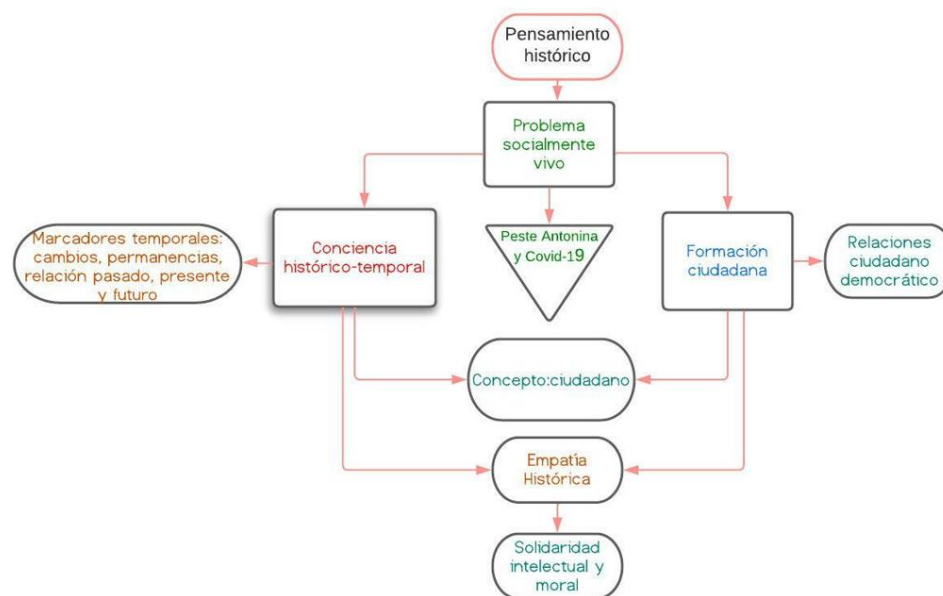 Pensamiento
histórico
Problema
socialmente
vivo
Marcadores temporales:
cambios, permanencias,
relación pasado, presente
y futuro
Conciencia
histórico-temporal
Peste Antonina
y Covid-19
Formación
ciudadana
Relaciones
ciudadano
democrático
Concepto:ciudadano
Empatía
Histórica
Solidaridad
intelectual y
moral